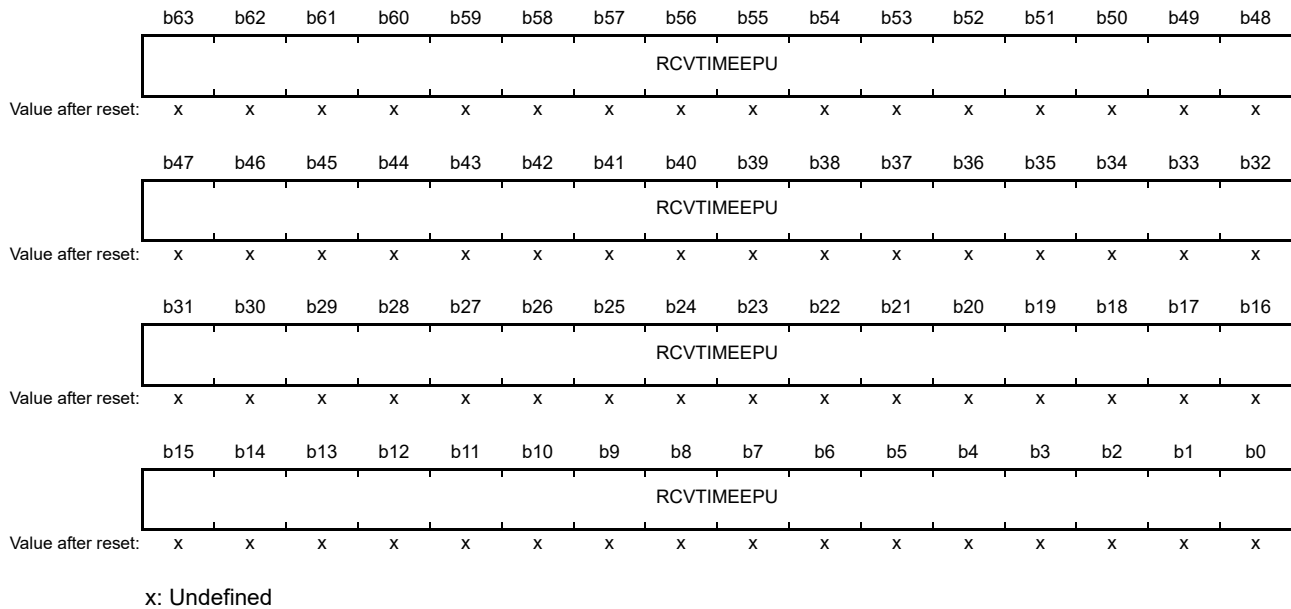 b63 b62 b61 b60 b59 b58 b57 b56 b55 b54 b53 b52 b51 b50 b49 b48
RCVTIMEEPU
Value after reset: x x x x x x x x x x x x x x x x
b47 b46 b45 b44 b43 b42 b41 b40 b39 b38 b37 b36 b35 b34 b33 b32
RCVTIMEEPU
Value after reset: x x x x x x x x x x x x x x x x
b31 b30 b29 b28 b27 b26 b25 b24 b23 b22 b21 b20 b19 b18 b17 b16
RCVTIMEEPU
Value after reset: x x x x x x x x x x x x x x x x
b15 b14 b13 b12 b11 b10 b9 b8 b7 b6 b5 b4 b3 b2 b1 b0
RCVTIMEEPU
Value after reset: x x x x x x x x x x x x x x x x
x: Undefined